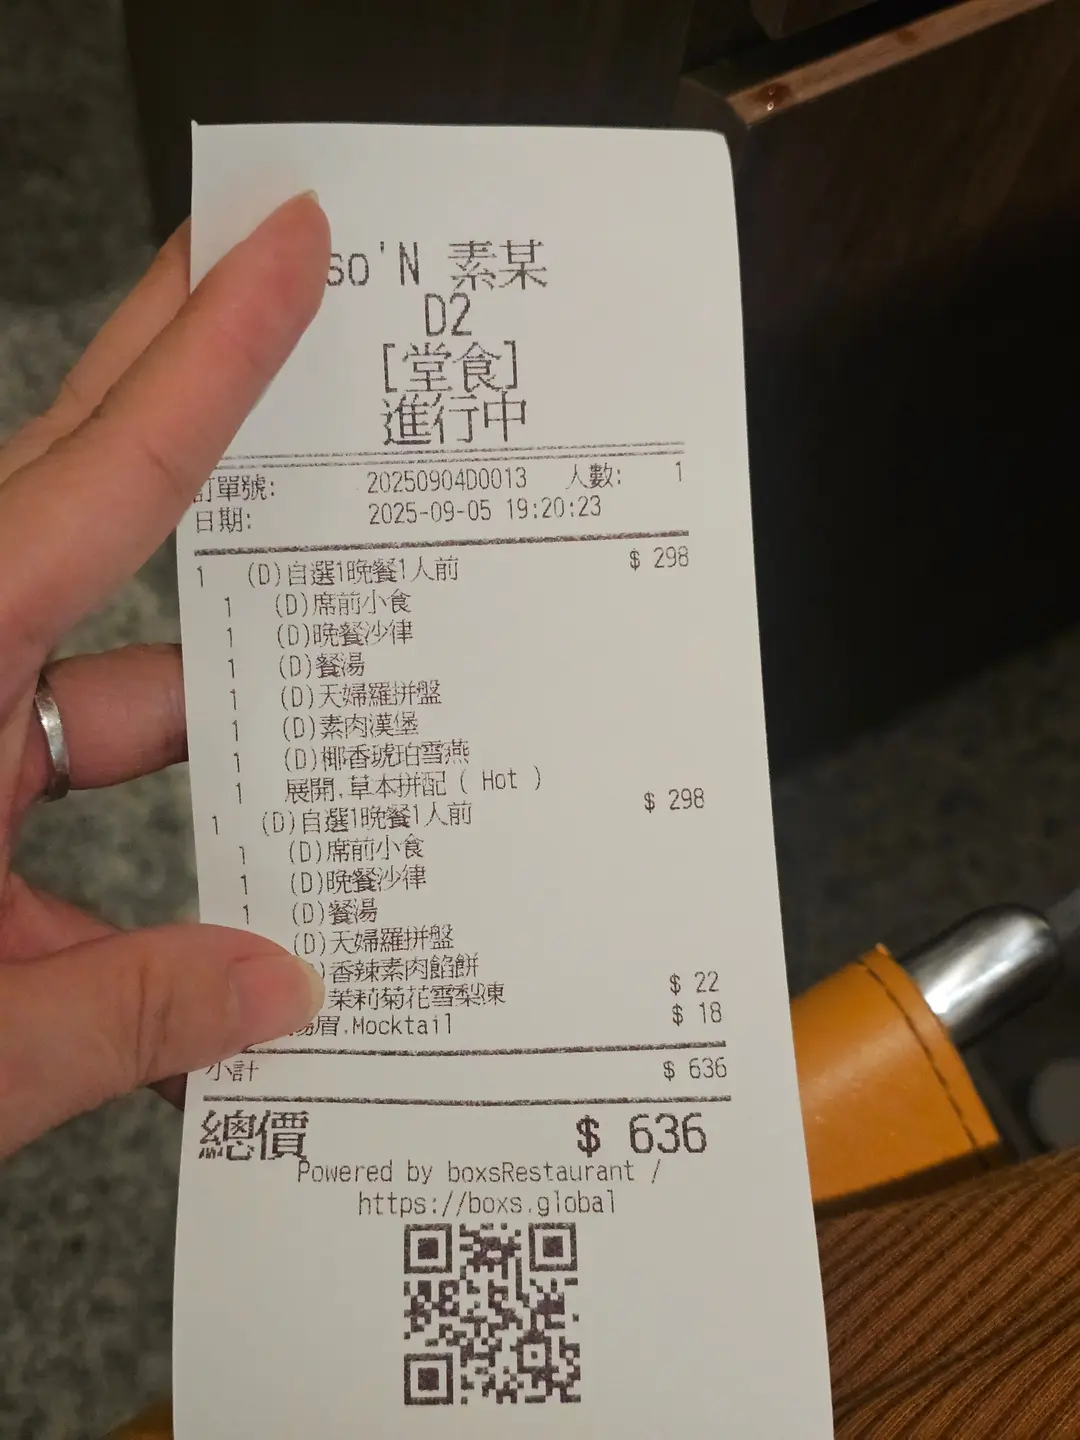 so'N 素某
D2
[堂食]
進行中
訂單號: 20250904D0013 人數: 1
日期: 2025-09-05 19:20:23
1 (D)自選1晚餐1人前 $ 298
1 (D)席前小食
1 (D)晚餐沙律
1 (D)餐湯
1 (D)天婦羅拼盤
1 (D)素肉漢堡
1 (D)椰香琥珀雪燕
1 展開.草本拼配 ( Hot )
1 (D)自選1晚餐1人前 $ 298
1 (D)席前小食
1 (D)晚餐沙律
1 (D)餐湯
(D)天婦羅拼盤
)香辣素肉餡餅
茉莉菊花雪梨凍 $ 22
眉.Mocktail $ 18
小計 $ 636
總價 $ 636
Powered by boxsRestaurant /
https://boxs.global